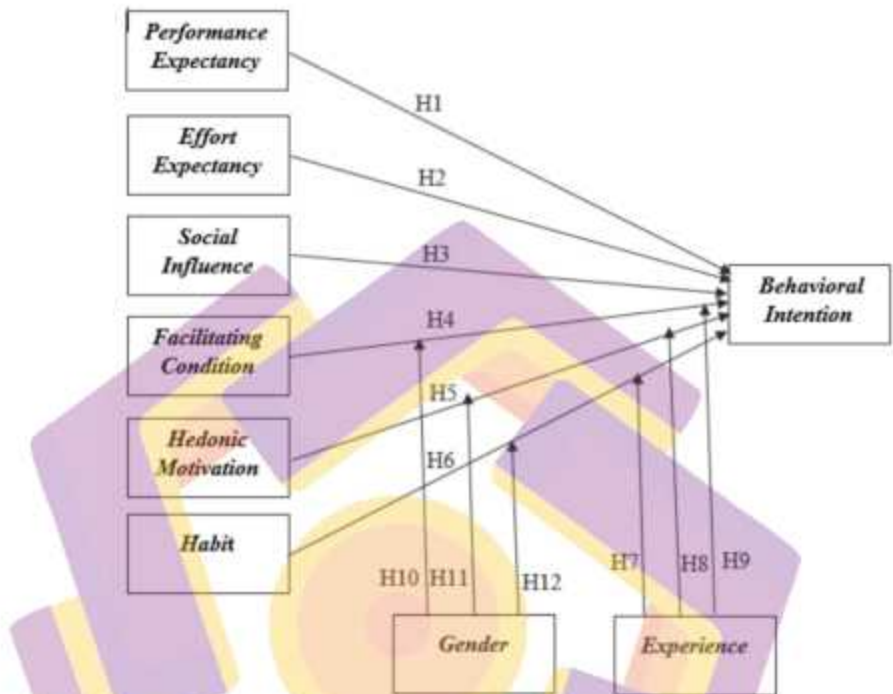 Performance
Expectancy
H1
Effort
Expectancy
H2
Social
Influence
H3
Behavioral
Intention
Facilitating
Condition
H4
Hedonic
Motivation
H5
H6
Habit
H10 H11 H12 H7 H8 H9
Gender
Experience